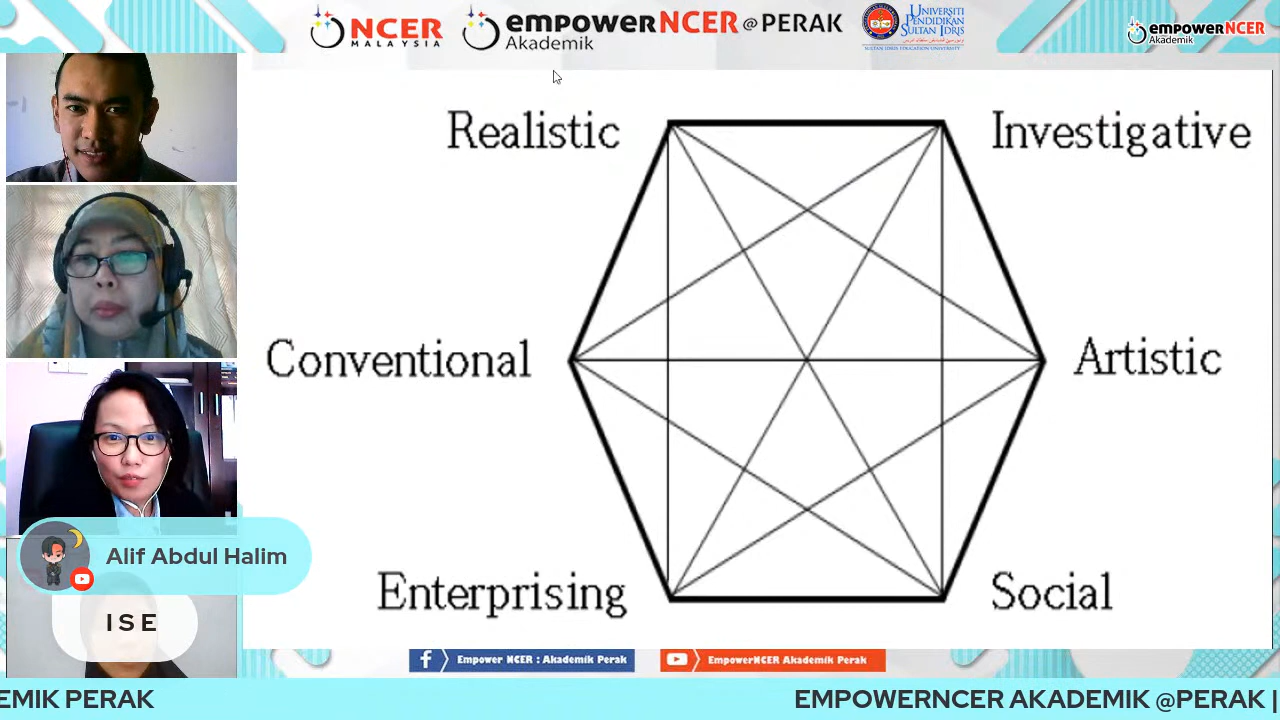 NCER
MALAYSIA
empowerNCER @ PERAK
Akademik
UNIVERSITI
PENDIDIKAN
SULTAN IDRIS
SULTAN IDRIS EDUCATION UNIVERSITY
empowerNCER
Akademik
Realistic
Investigative
Conventional
Artistic
Enterprising
Social
Alif Abdul Halim
I S E
Empower NCER : Akademik Perak
EmpowerNCER Akademik Perak
EMIK PERAK
EMPOWERNCER AKADEMIK @PERAK |